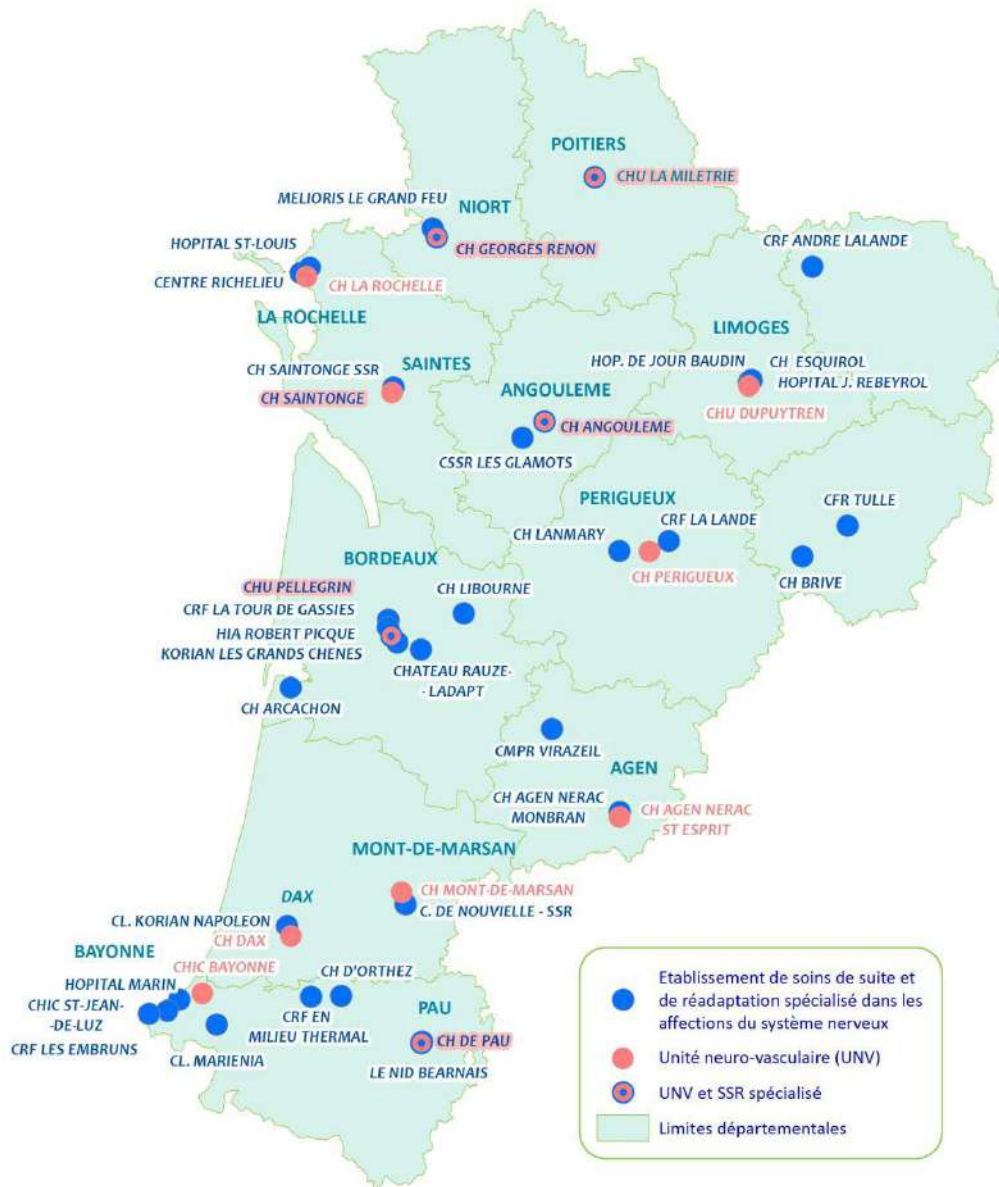 POITIERS
CHU LA MILETRIE
MELIORIS LE GRAND FEU
NIORT
CH GEORGES RENON
HOPITAL ST-LOUIS
CENTRE RICHELIEU
CH LA ROCHELLE
LA ROCHELLE
CRF ANDRE LALANDE
LIMOGES
HOP. DE JOUR BAUDIN
CH ESQUIROL
HOPITAL J. REBEYROL
CHU DUPUYTREN
SAINTES
CH SAINTONGE SSR
CH SAINTONGE
ANGOULEME
CH ANGOULEME
CSSR LES GLAMOTS
PERIGUEUX
CH LANMARY
CRF LA LANDE
CH PERIGUEUX
CFR TULLE
CH BRIVE
BORDEAUX
CHU PELLEGRIN
CRF LA TOUR DE GASSIES
HIA ROBERT PICQUE
KORIAN LES GRANDS CHENES
CH LIBOURNE
CHATEAU RAUZE-
-LADAPT
CH ARCACHON
CMPR VIRAZEIL
AGEN
CH AGEN NERAC
MONBRAN
CH AGEN NERAC
ST ESPRIT
MONT-DE-MARSAN
CH MONT-DE-MARSAN
C. DE NOUVIELLE - SSR
DAX
CL. KORIAN NAPOLEON
CH DAX
BAYONNE
CHIC BAYONNE
HOPITAL MARIN
CHIC ST-JEAN-
-DE-LUZ
CRF LES EMBRUNS
CL. MARIENIA
CH D'ORTHEZ
CRF EN
MILIEU THERMAL
PAU
CH DE PAU
LE NID BEARNAIS
Etablissement de soins de suite et
de réadaptation spécialisé dans les
affections du système nerveux
Unité neuro-vasculaire (UNV)
UNV et SSR spécialisé
Limites départementales